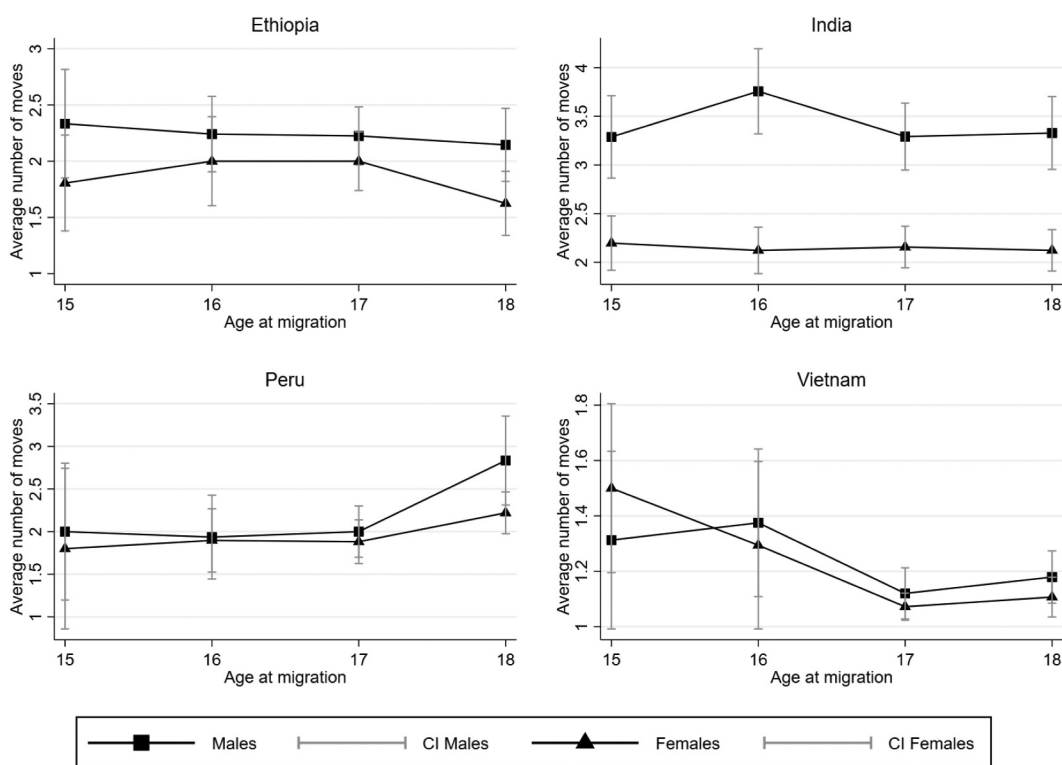 Ethiopia
Average number of moves
3
2.5
2
1.5
1
15 16 17 18
Age at migration
India
Average number of moves
4
3.5
3
2.5
2
15 16 17 18
Age at migration
Peru
Average number of moves
3.5
3
2.5
2
1.5
1
15 16 17 18
Age at migration
Vietnam
Average number of moves
1.8
1.6
1.4
1.2
1
15 16 17 18
Age at migration
Males CI Males Females CI Females